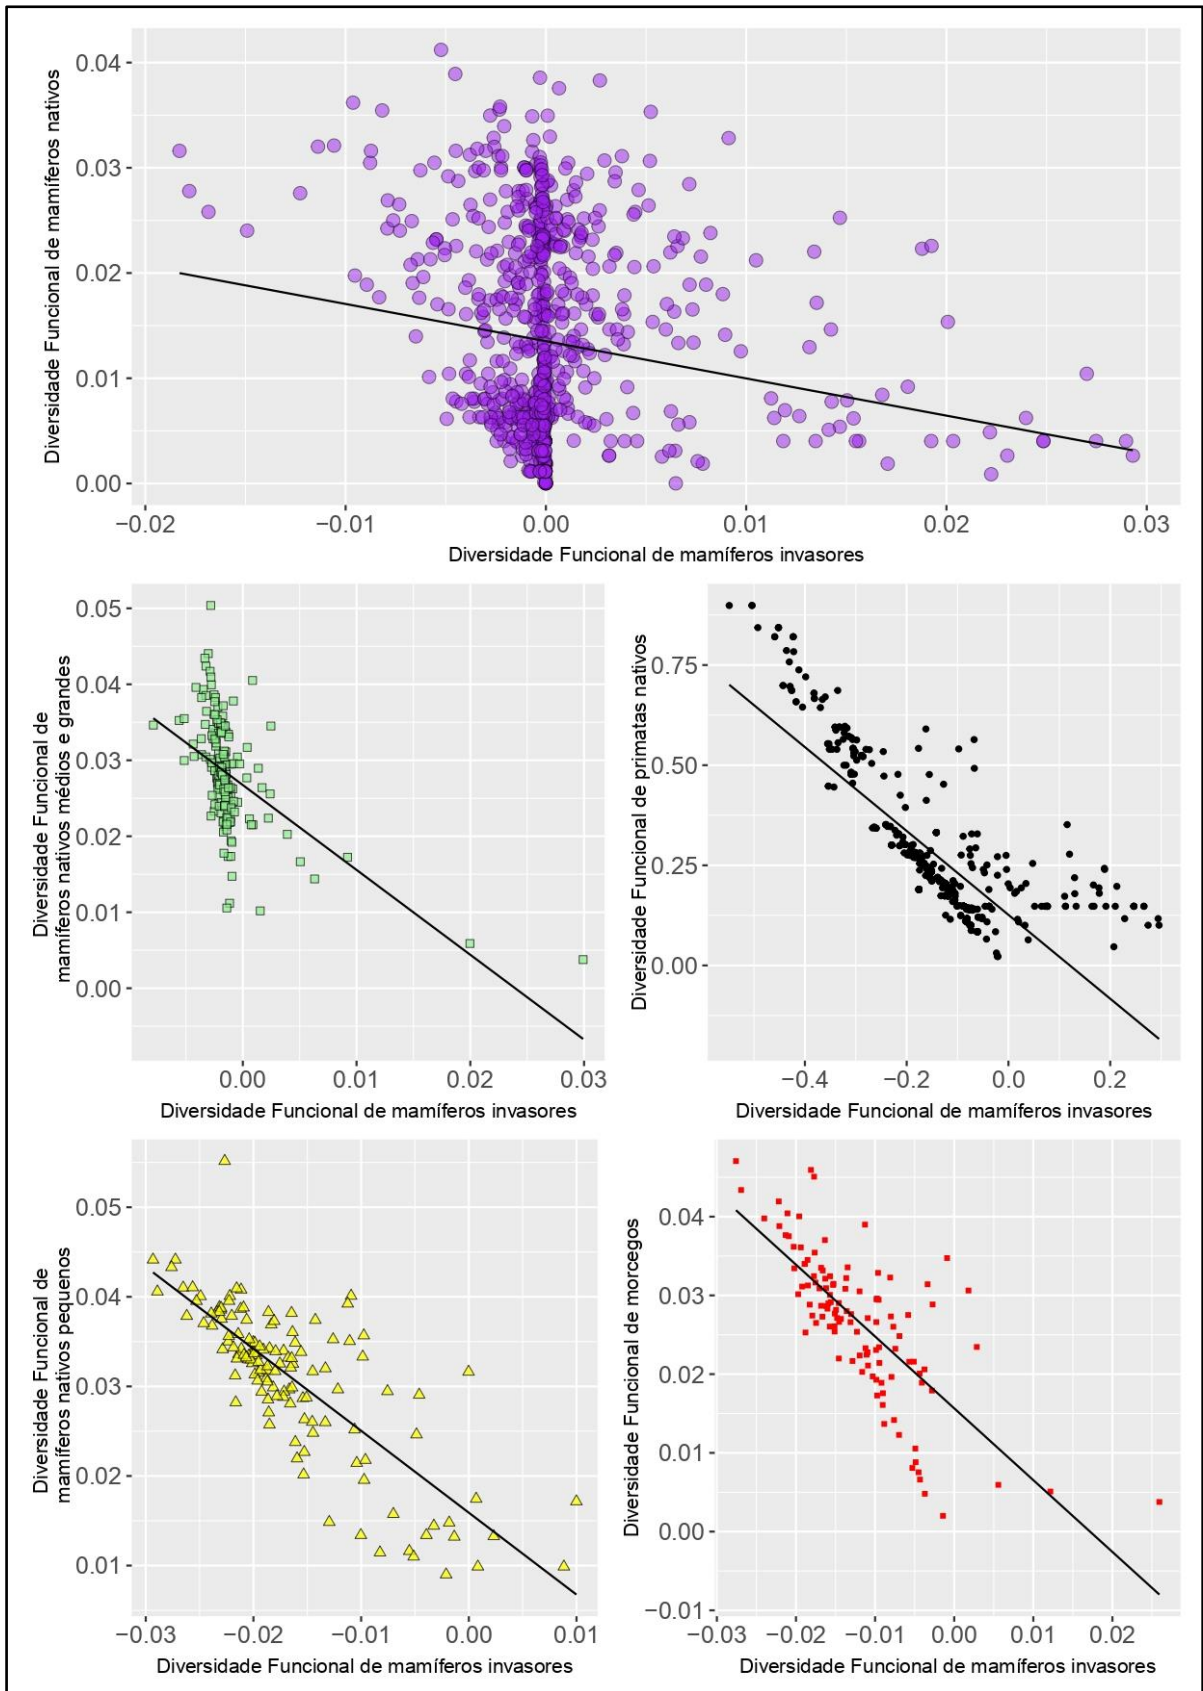 Diversidade Funcional de mamíferos nativos
0.04
0.03
0.02
0.01
0.00
−0.02 −0.01 0.00 0.01 0.02 0.03
Diversidade Funcional de mamíferos invasores
Diversidade Funcional de
mamíferos nativos médios e grandes
0.05
0.04
0.03
0.02
0.01
0.00
0.00 0.01 0.02 0.03
Diversidade Funcional de mamíferos invasores
Diversidade Funcional de primatas nativos
0.75
0.50
0.25
0.00
−0.4 −0.2 0.0 0.2
Diversidade Funcional de mamíferos invasores
Diversidade Funcional de
mamíferos nativos pequenos
0.05
0.04
0.03
0.02
0.01
−0.03 −0.02 −0.01 0.00 0.01
Diversidade Funcional de mamíferos invasores
Diversidade Funcional de morcegos
0.04
0.03
0.02
0.01
0.00
−0.01
−0.03 −0.02 −0.01 0.00 0.01 0.02
Diversidade Funcional de mamíferos invasores